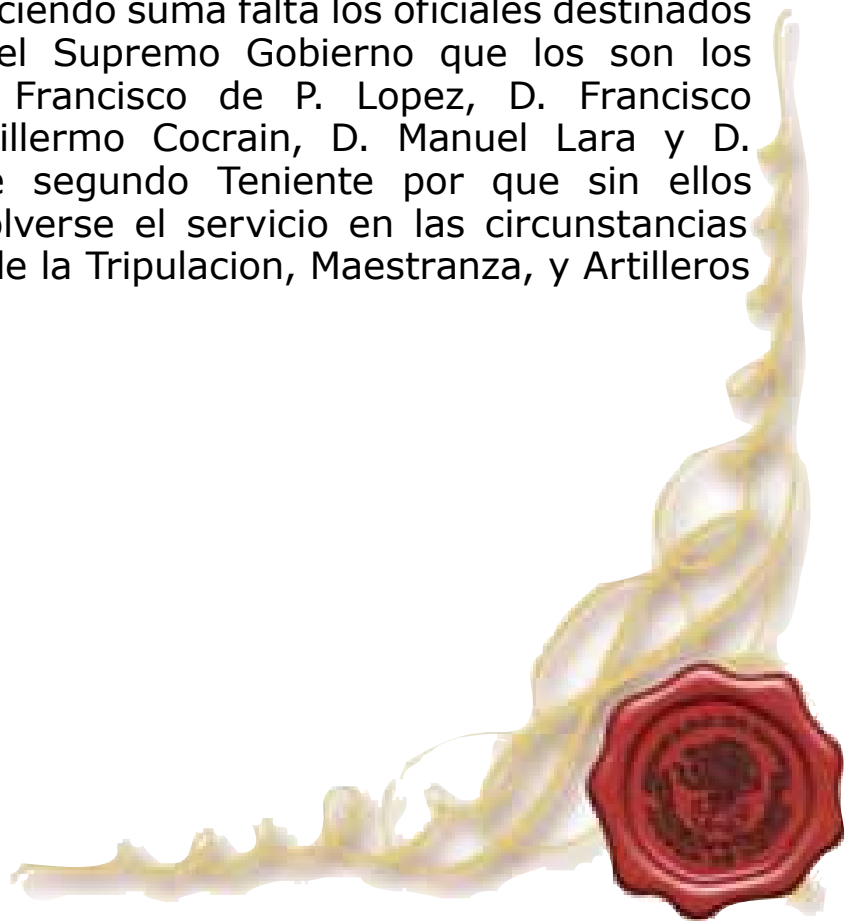 ciendo suma falta los oficiales destinados
el Supremo Gobierno que los son los
Francisco de P. Lopez, D. Francisco
illermo Cocrain, D. Manuel Lara y D.
e segundo Teniente por que sin ellos
olverse el servicio en las circunstancias
de la Tripulacion, Maestranza, y Artilleros